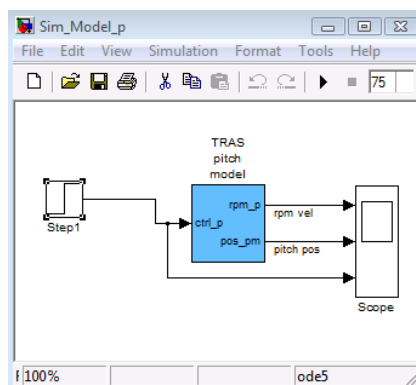 Sim_Model_p
File Edit View Simulation Format Tools Help
75
TRAS
pitch
model
rpm_p
rpm vel
ctrl_p
Step1
pos_pm
pitch pos
Scope
100% ode5